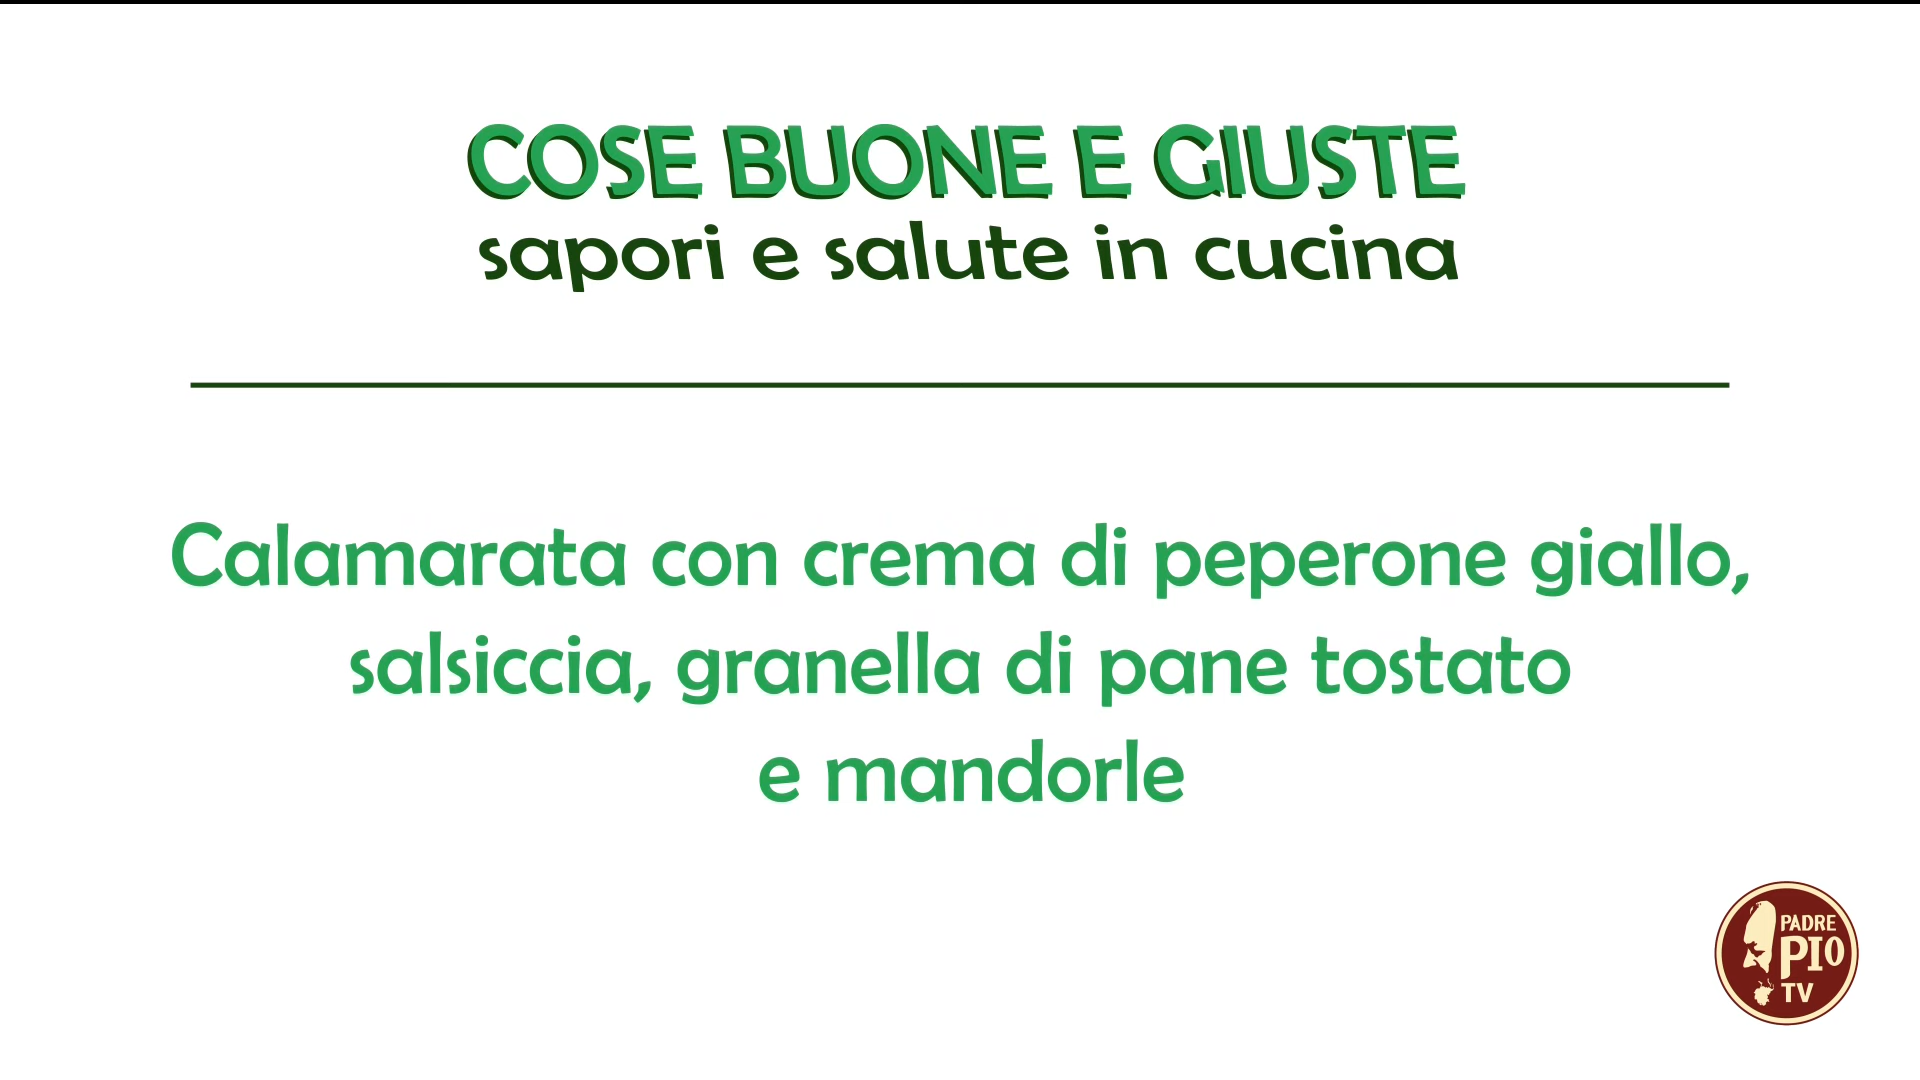 COSE BUONE E GIUSTE
sapori e salute in cucina
Calamarata con crema di peperone giallo,
salsiccia, granella di pane tostato
e mandorle
PADRE
PIO
TV